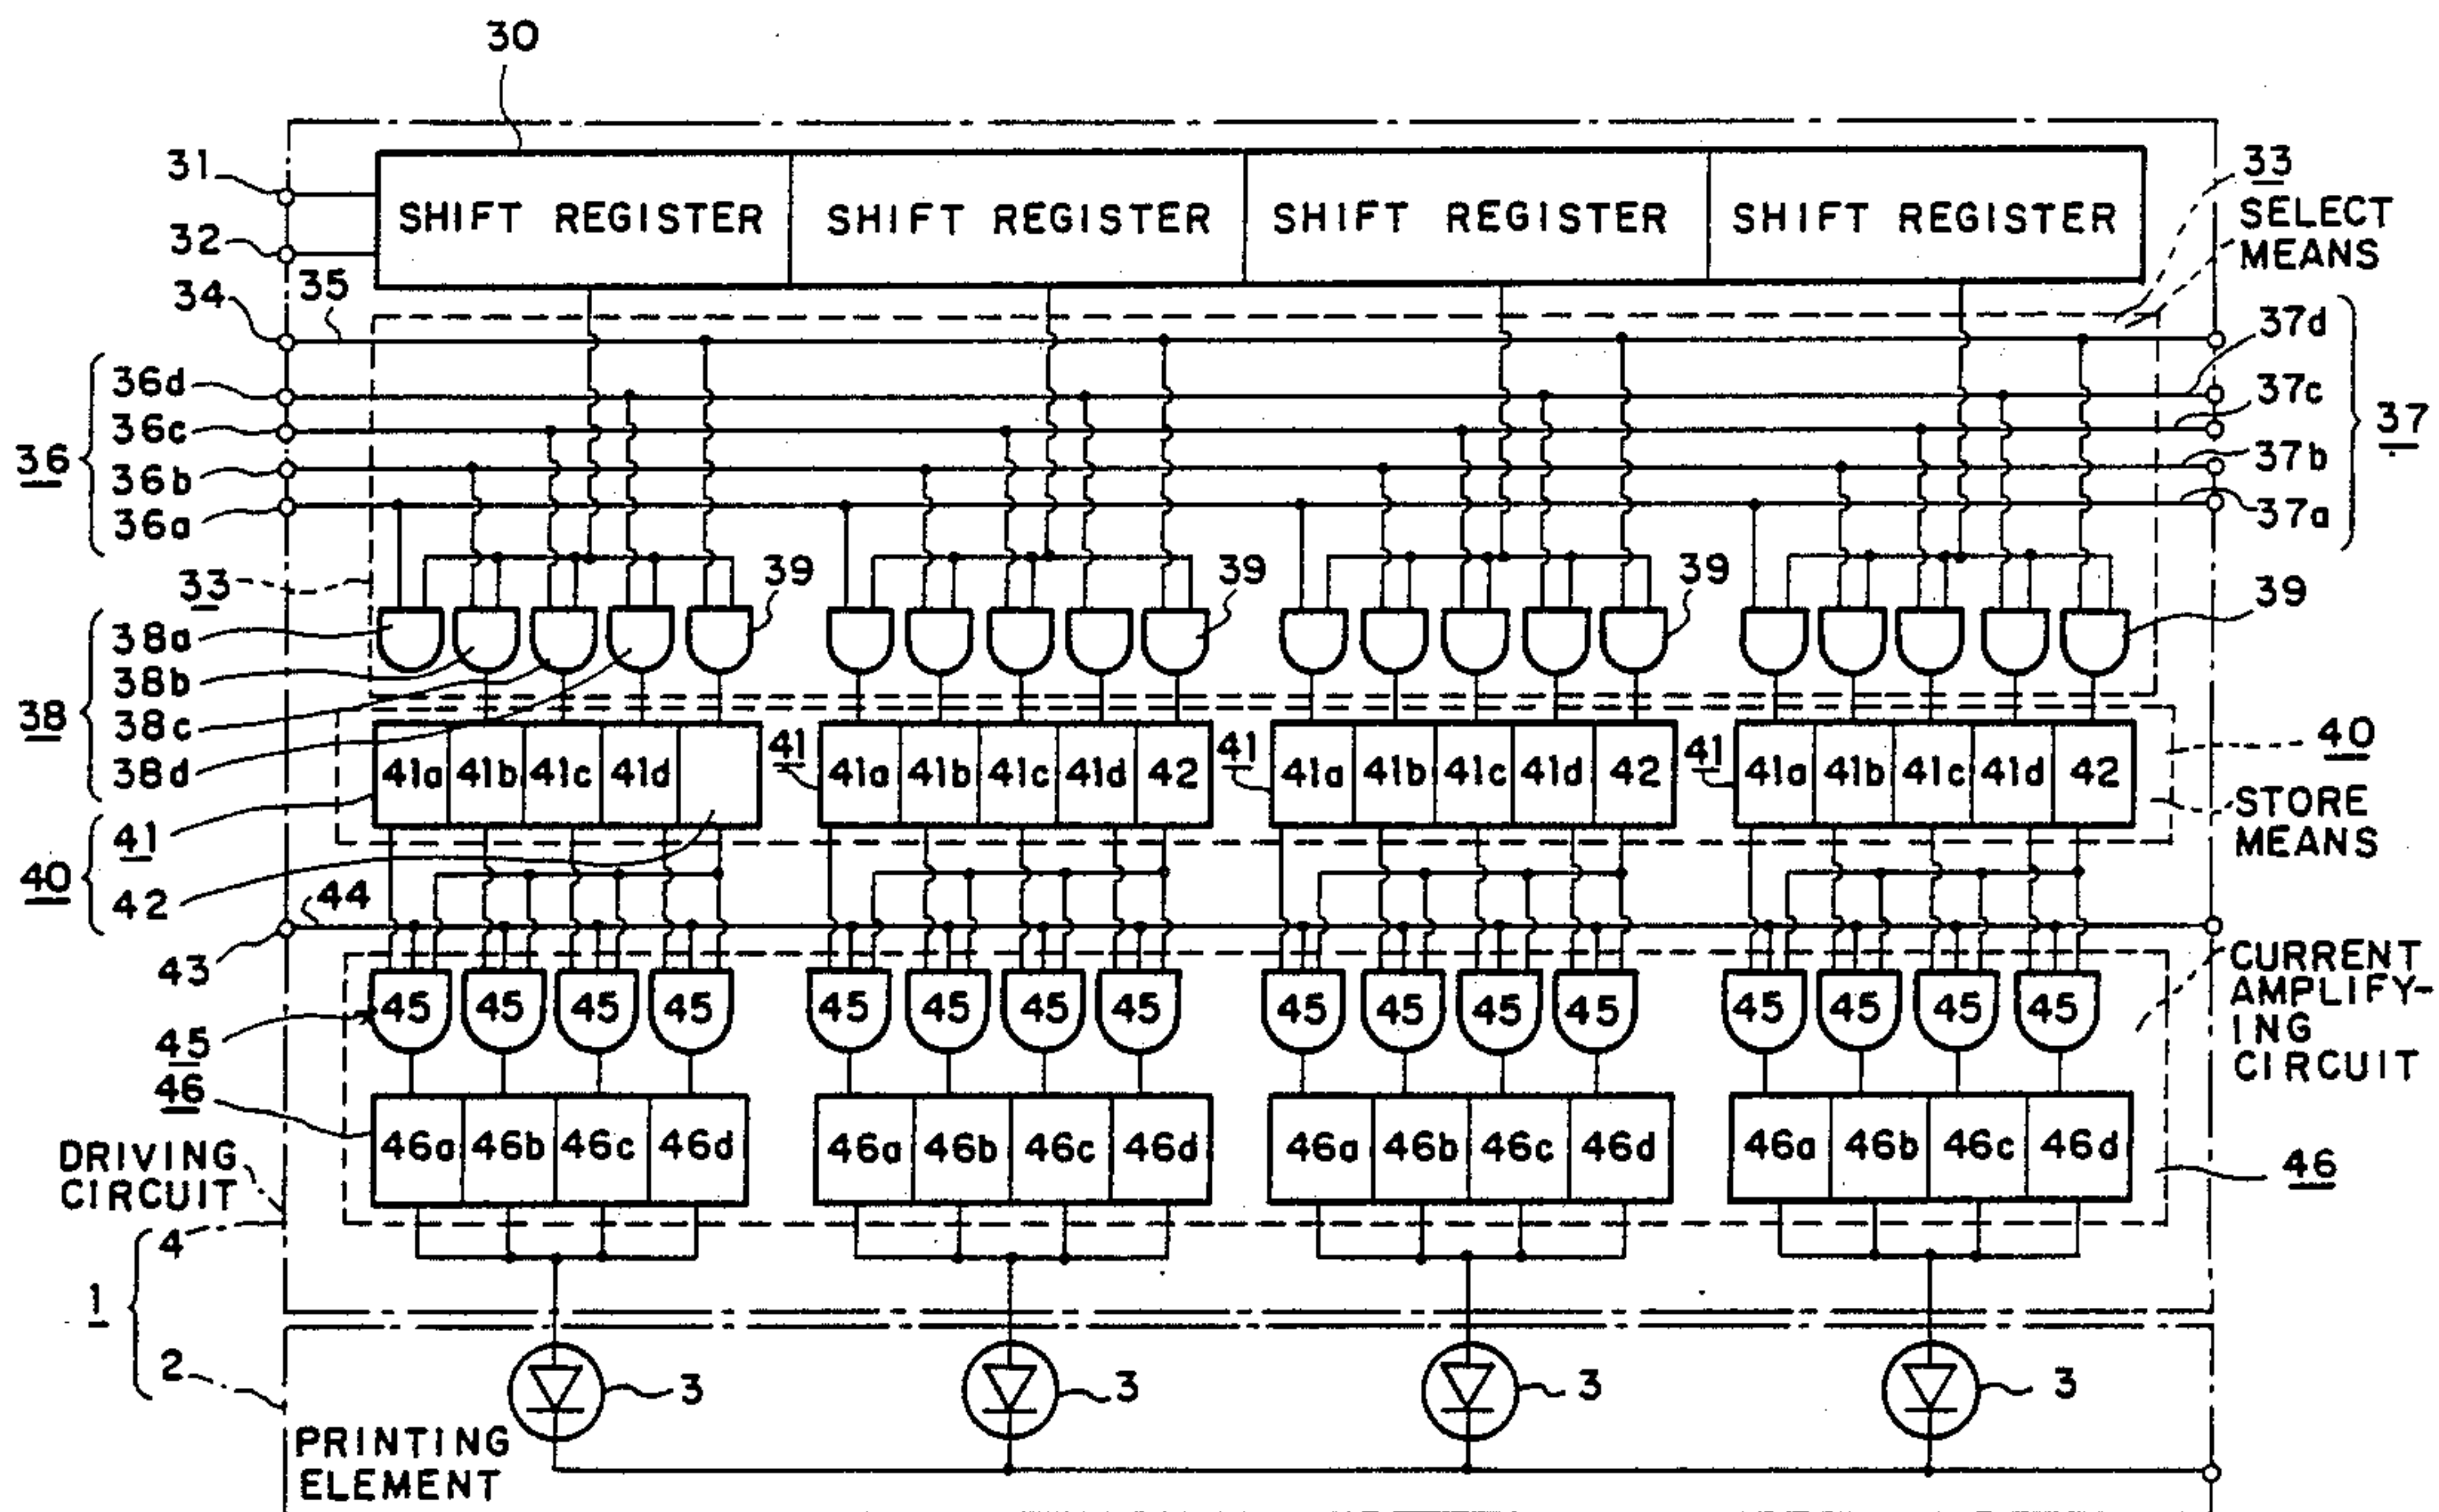 30
31
SHIFT REGISTER SHIFT REGISTER SHIFT REGISTER SHIFT REGISTER
33
SELECT
MEANS
32
34
35
37d
36d
37c
36c
36
37
36b
37b
36a
37a
33
39 39 39 39
38a
38b
38
38c
38d
41a 41b 41c 41d
41 41a 41b 41c 41d 42
41 41a 41b 41c 41d 42
41 41a 41b 41c 41d 42
40
STORE
MEANS
41
40
42
44
43
45 45 45 45 45 45 45 45 45 45 45 45 45 45 45 45
CURRENT
AMPLIFY-
ING
CIRCUIT
45
46
46a 46b 46c 46d 46a 46b 46c 46d 46a 46b 46c 46d 46a 46b 46c 46d
46
DRIVING
CIRCUIT
4
1
2
3 3 3 3
PRINTING
ELEMENT